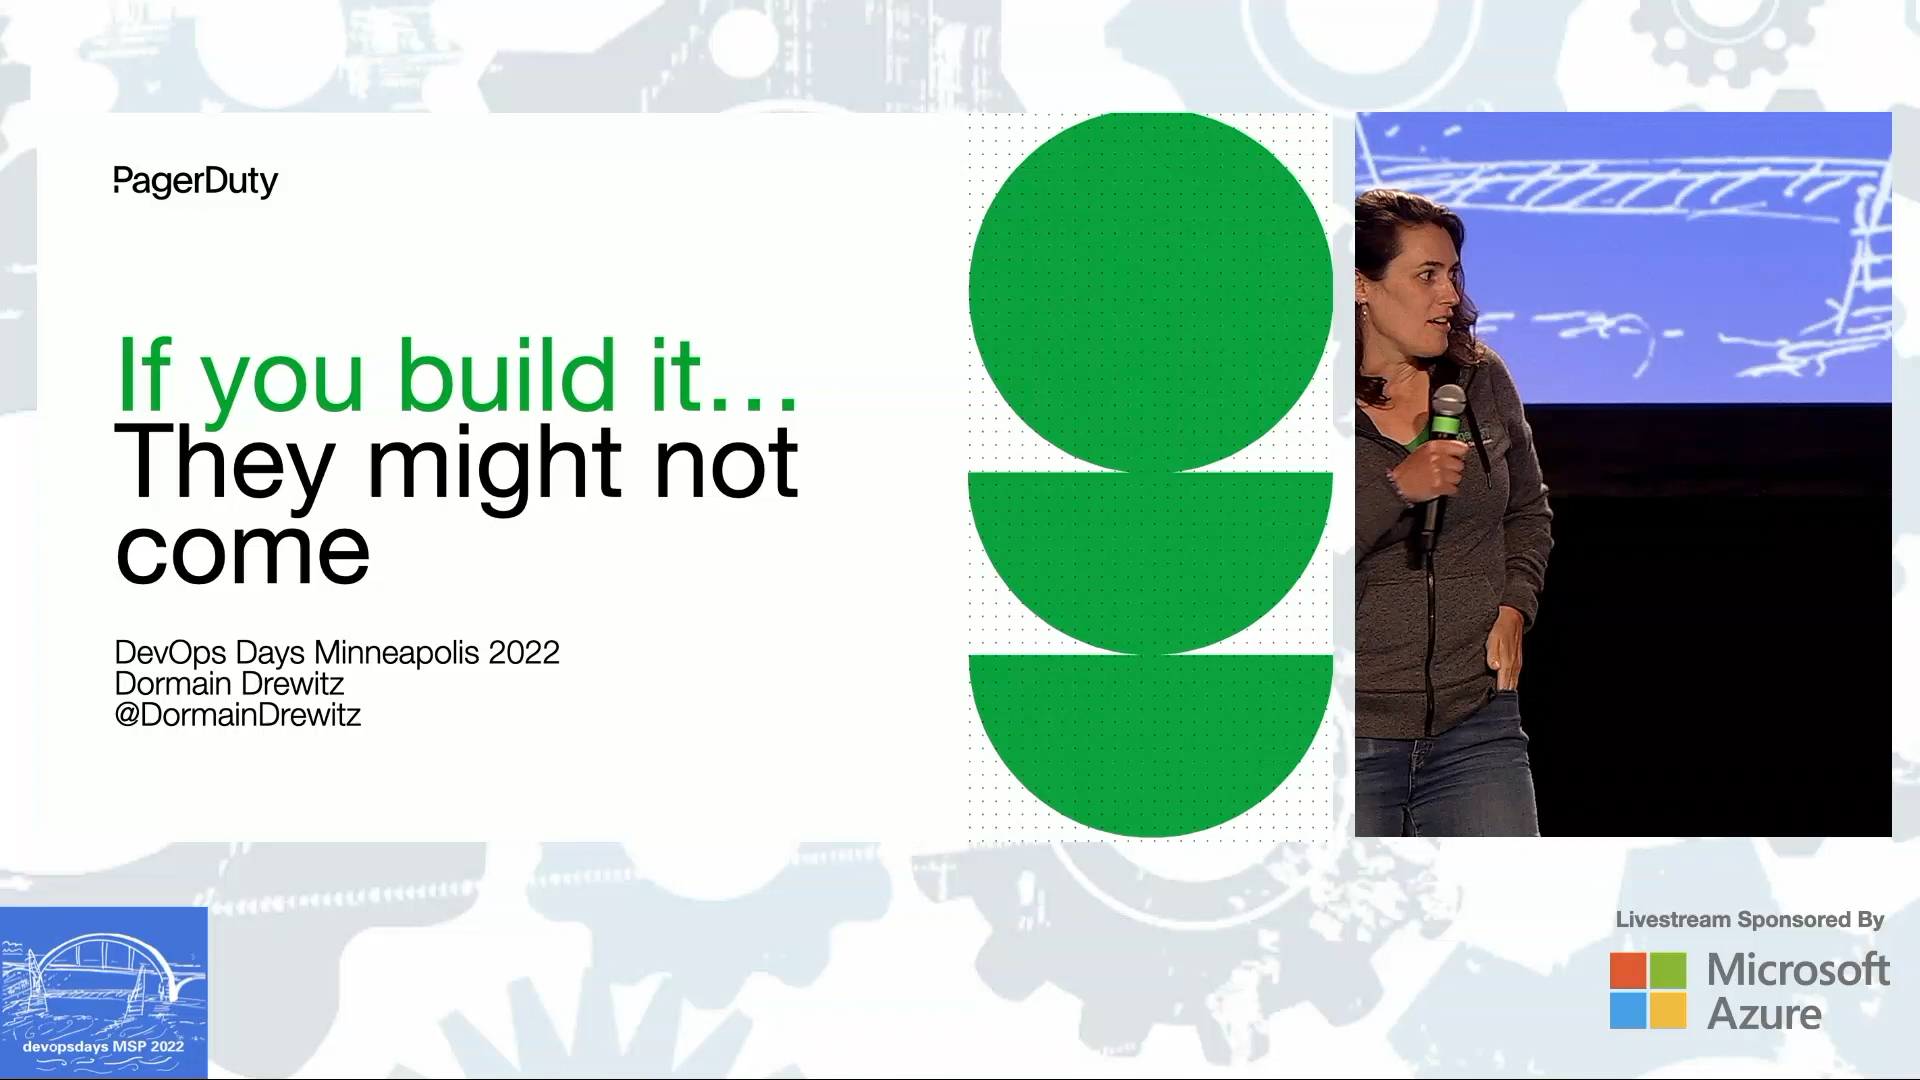 PagerDuty
If you build it...
They might not
come
DevOps Days Minneapolis 2022
Dormain Drewitz
@DormainDrewitz
devopsdays MSP 2022
Livestream Sponsored By
Microsoft
Azure